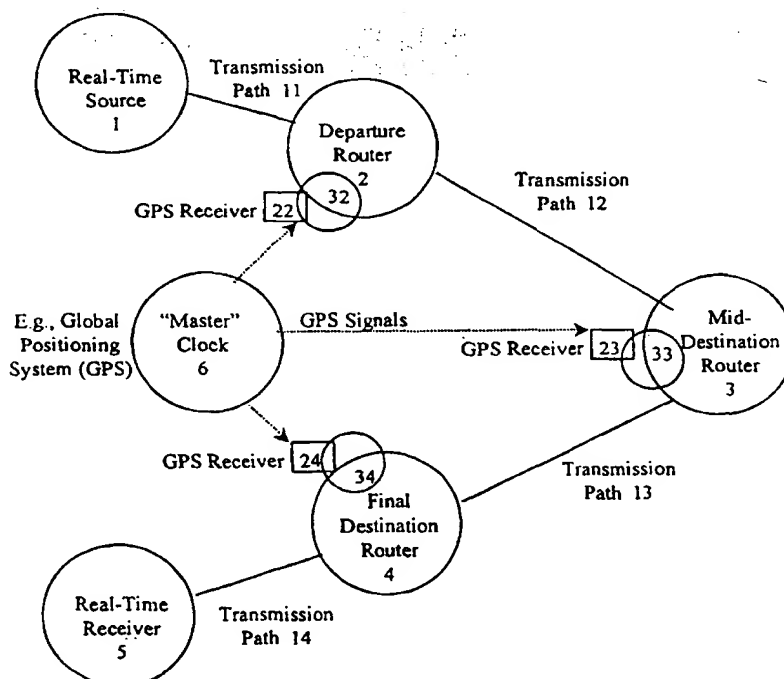 Real-Time
Source
1
Transmission
Path 11
Departure
Router
2
32
GPS Receiver
22
Transmission
Path 12
E.g., Global
Positioning
System (GPS)
"Master"
Clock
6
GPS Signals
GPS Receiver
23
33
Mid-
Destination
Router
3
GPS Receiver
24
34
Final
Destination
Router
4
Transmission
Path 13
Real-Time
Receiver
5
Transmission
Path 14